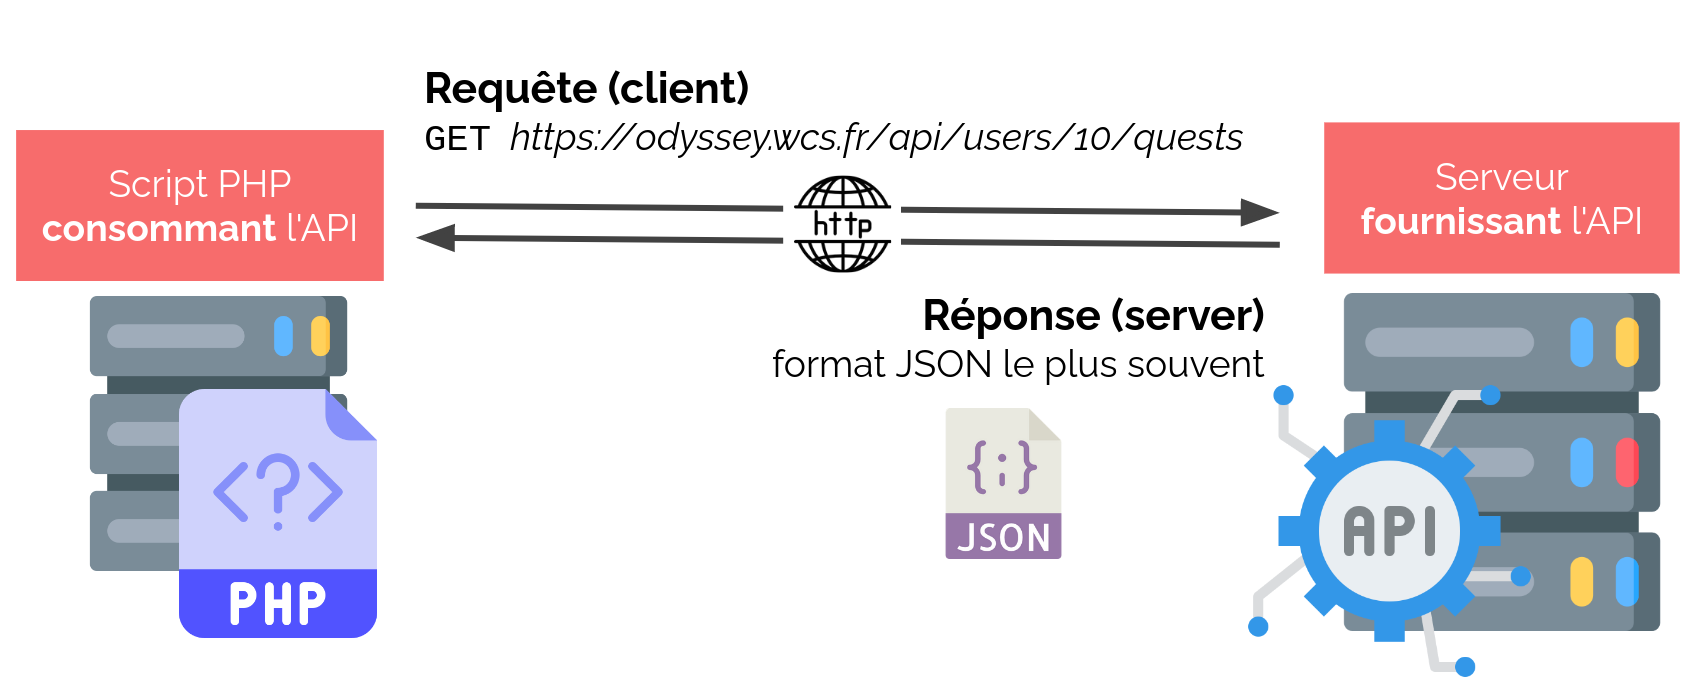 Requête (client)
GET https://odyssey.wcs.fr/api/users/10/quests
Script PHP
consommant l'API
http
Serveur
fournissant l'API
Réponse (server)
format JSON le plus souvent
<?>
PHP
{;}
JSON
API